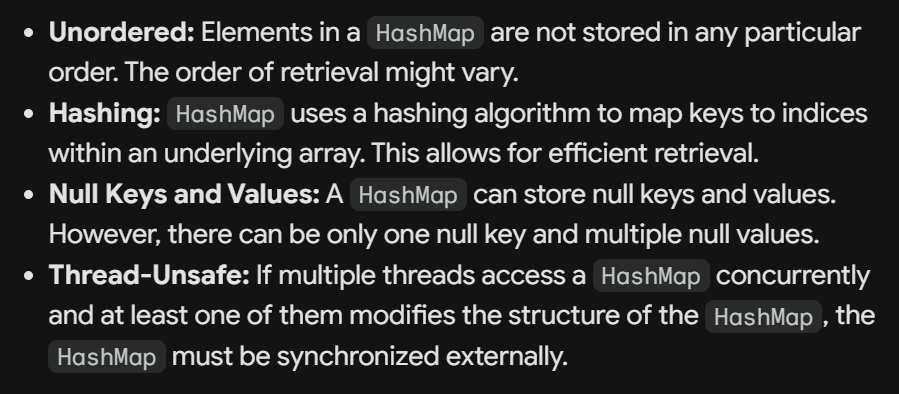 • Unordered: Elements in a HashMap are not stored in any particular
order. The order of retrieval might vary.
• Hashing: HashMap uses a hashing algorithm to map keys to indices
within an underlying array. This allows for efficient retrieval.
• Null Keys and Values: A HashMap can store null keys and values.
However, there can be only one null key and multiple null values.
• Thread-Unsafe: If multiple threads access a HashMap concurrently
and at least one of them modifies the structure of the HashMap, the
HashMap must be synchronized externally.